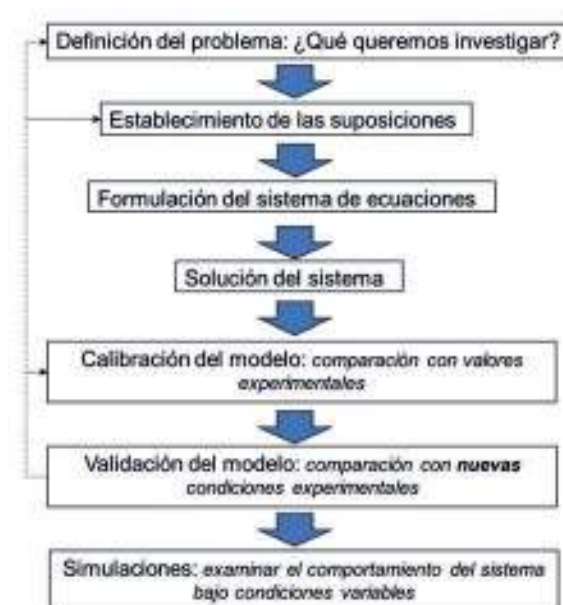 Definición del problema: ¿Qué queremos investigar?
Establecimiento de las suposiciones
Formulación del sistema de ecuaciones
Solución del sistema
Calibración del modelo: comparación con valores
experimentales
Validación del modelo: comparación con nuevas
condiciones experimentales
Simulaciones: examinar el comportamiento del sistema
bajo condiciones variables